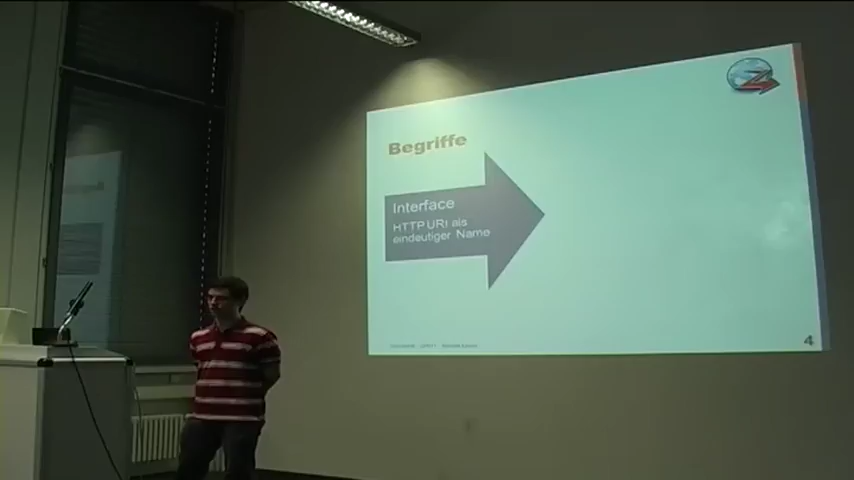 Begriffe
Interface
HTTP URI als
eindeutiger Name
4